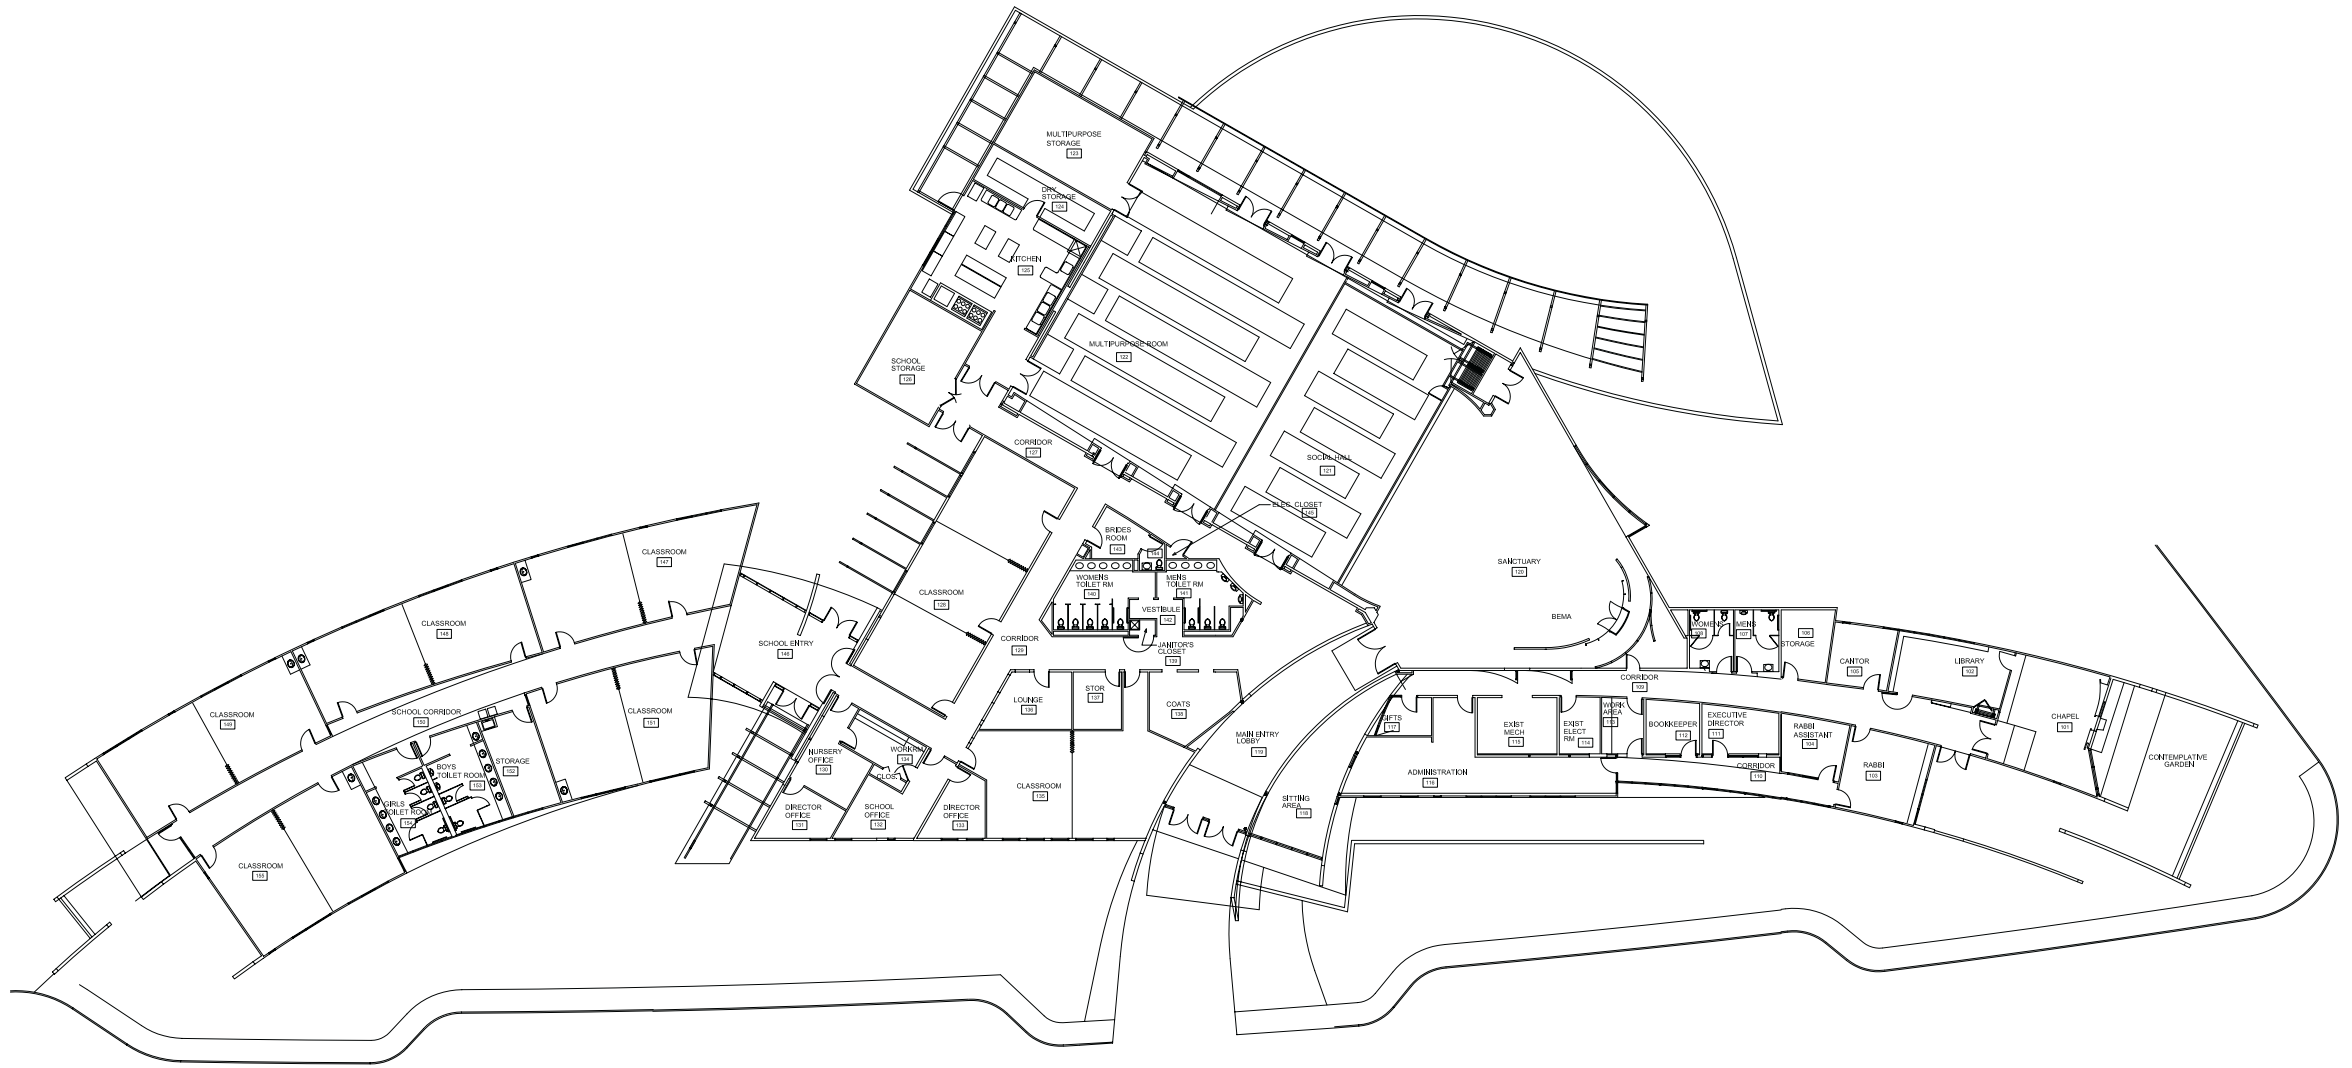 MULTIPURPOSE
STORAGE
123
DRY
STORAGE
124
KITCHEN
125
MULTIPURPOSE ROOM
122
SCHOOL
STORAGE
126
CORRIDOR
127
SOCIAL HALL
121
ELEC. CLOSET
145
BRIDES
ROOM
143
144
WOMENS
TOILET RM
140
MENS
TOILET RM
141
VESTIBULE
142
JANITOR'S
CLOSET
139
SANCTUARY
120
BEMA
CLASSROOM
147
CLASSROOM
148
CLASSROOM
149
SCHOOL CORRIDOR
150
CLASSROOM
151
STORAGE
152
BOYS
TOILET ROOM
153
GIRLS
TOILET ROOM
154
CLASSROOM
155
SCHOOL ENTRY
146
CLASSROOM
128
CORRIDOR
129
LOUNGE
136
STOR
137
COATS
138
NURSERY
OFFICE
130
WORKRM
134
CLOS.
DIRECTOR
OFFICE
131
SCHOOL
OFFICE
132
DIRECTOR
OFFICE
133
CLASSROOM
135
MAIN ENTRY
LOBBY
119
SITTING
AREA
118
GIFTS
117
ADMINISTRATION
116
EXIST
MECH
115
EXIST
ELECT
RM
114
WORK
AREA
113
BOOKKEEPER
112
EXECUTIVE
DIRECTOR
111
CORRIDOR
110
CORRIDOR
109
WOMENS
108
MENS
107
STORAGE
106
CANTOR
105
RABBI
ASSISTANT
104
RABBI
103
LIBRARY
102
CHAPEL
101
CONTEMPLATIVE
GARDEN